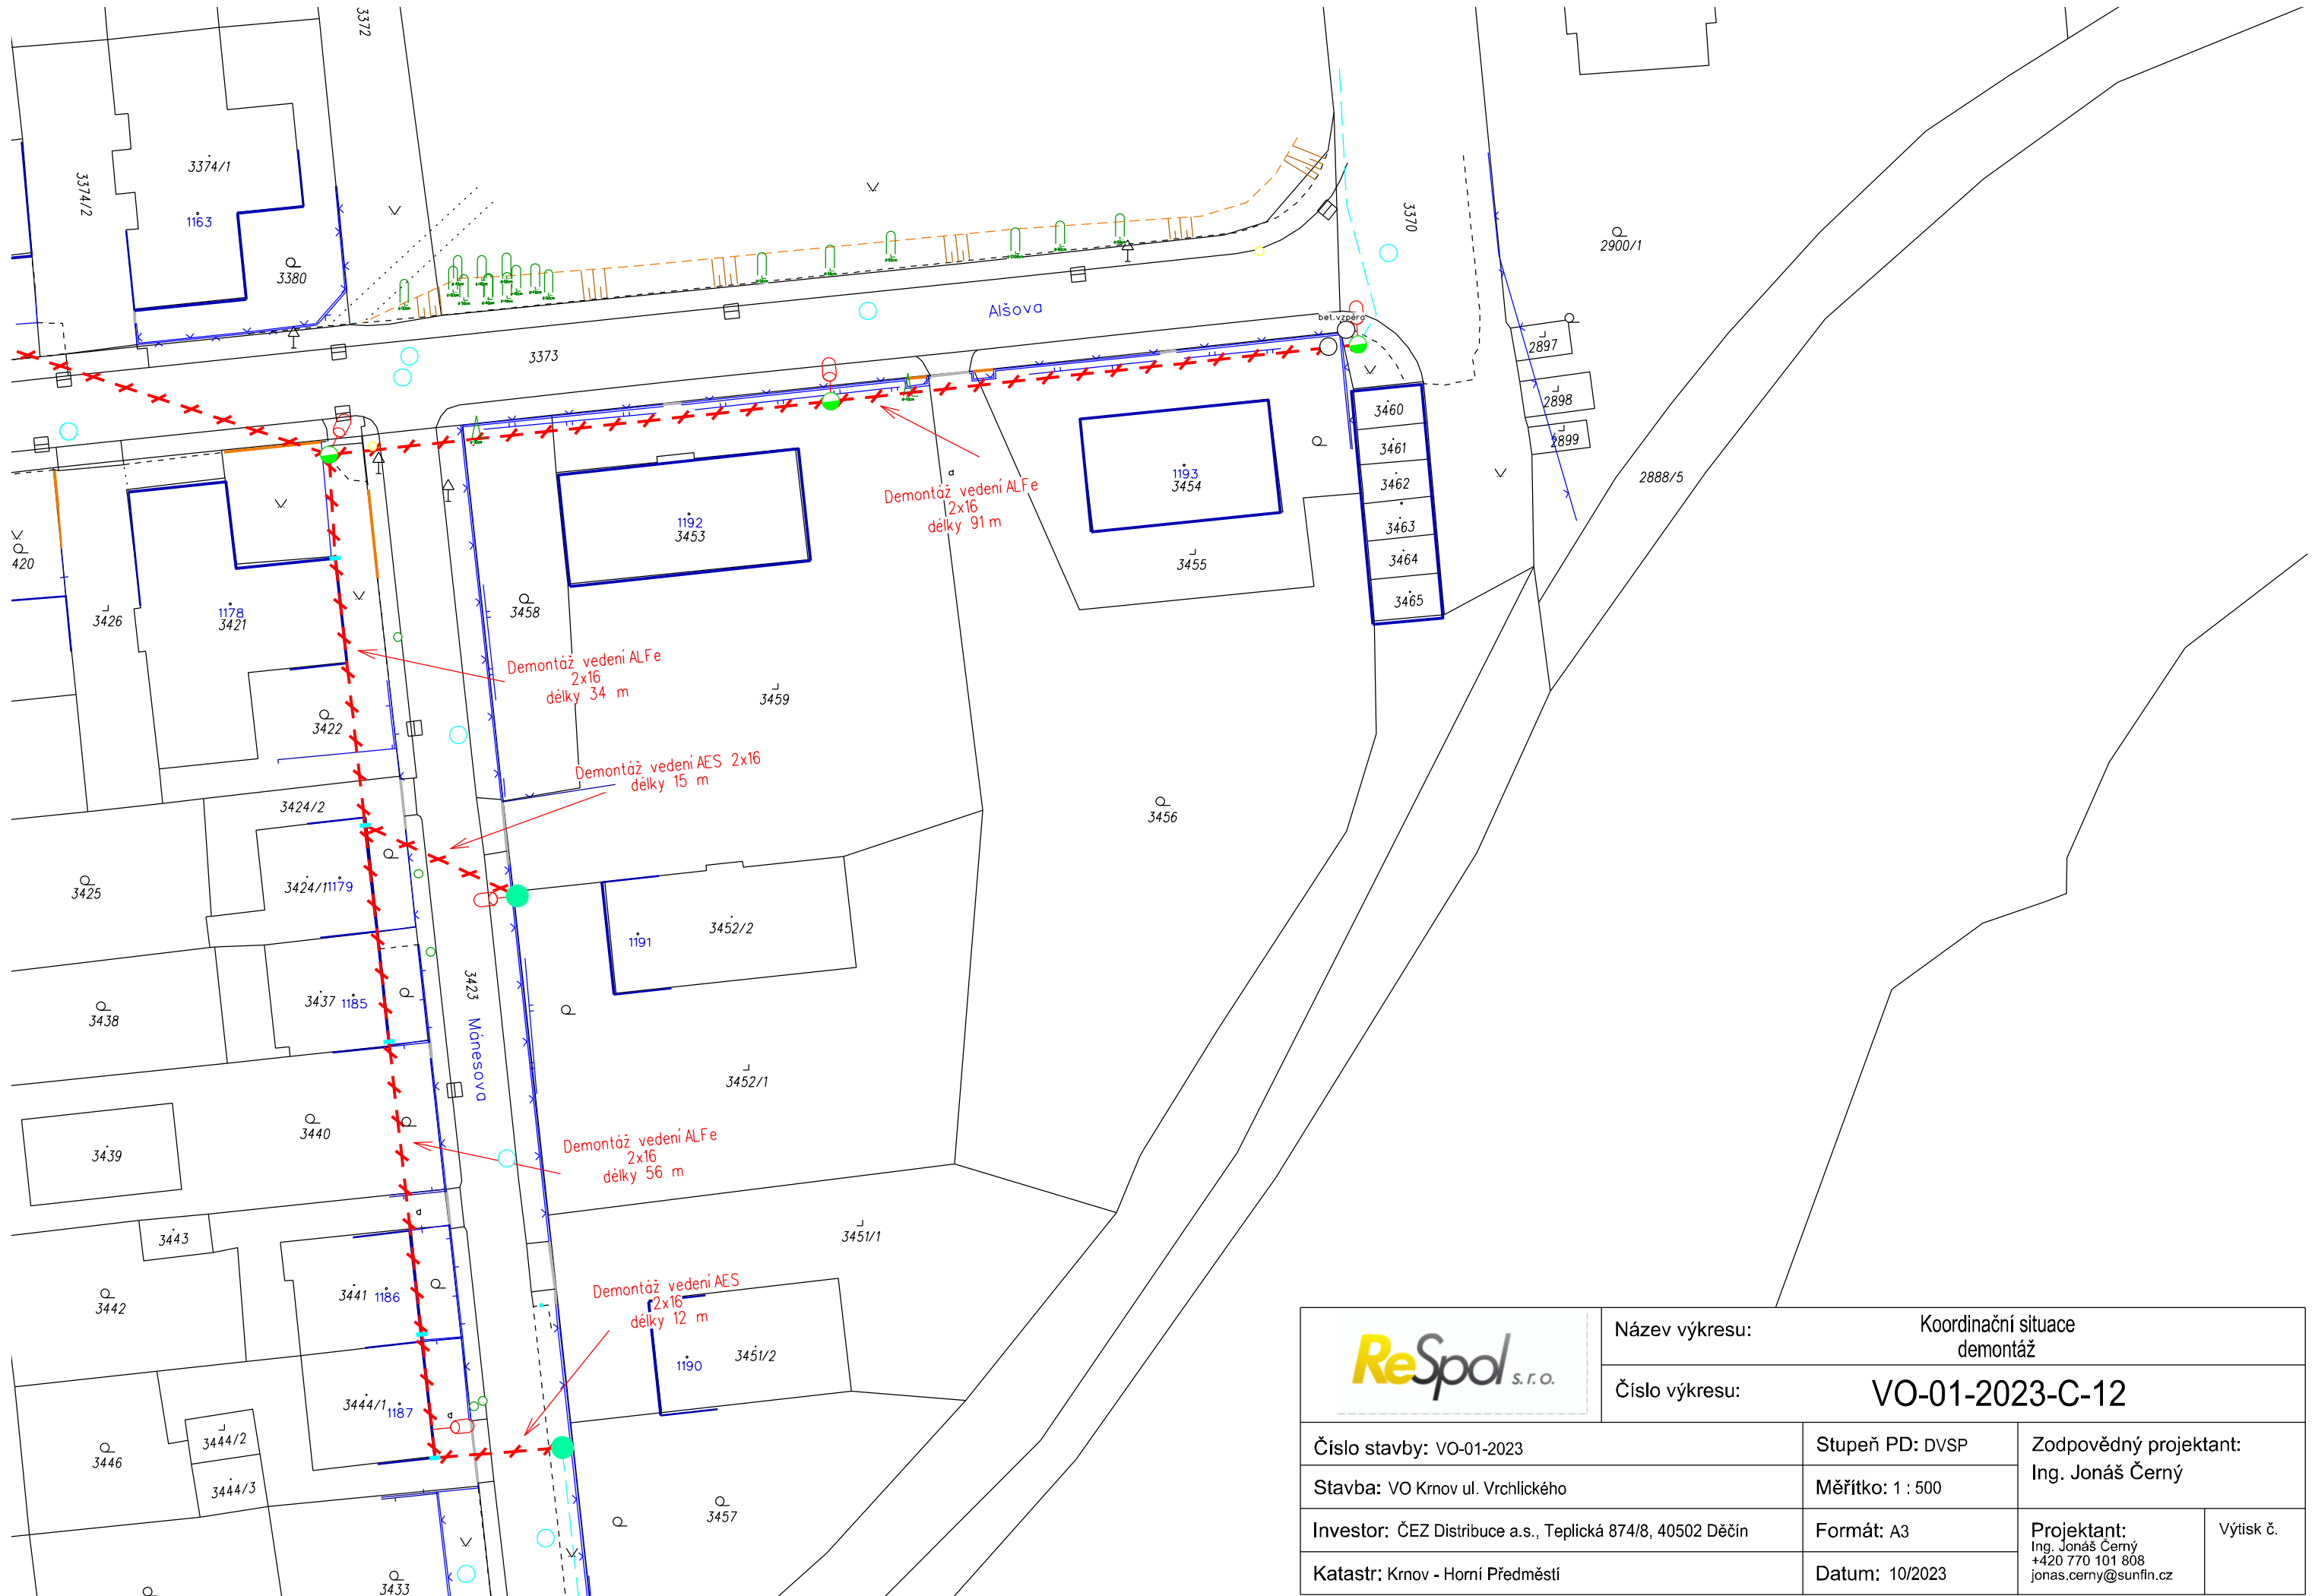 3372
3374/1
3374/2
1163
3380
3370
2900/1
Alšova
bet.vzpěra
3373
2897
2898
2899
2888/5
3460
3461
3462
3463
3464
3465
1193
3454
3455
Demontáž vedení ALFe
2x16
délky 91 m
1192
3453
420
3426
1178
3421
3458
Demontáž vedení ALFe
2x16
délky 34 m
3459
3422
Demontáž vedení AES 2x16
délky 15 m
3424/2
3456
3425
3424/1
1179
3452/2
1191
3423
Mánesova
3437
1185
3438
3452/1
3440
3439
Demontáž vedení ALFe
2x16
délky 56 m
3443
3451/1
3442
3441
1186
Demontáž vedení AES
2x16
délky 12 m
3451/2
1190
3444/1
1187
3444/2
3446
3444/3
3457
3433
ReSpol s.r.o.
Název výkresu:
Koordinační situace
demontáž
Číslo výkresu:
VO-01-2023-C-12
Číslo stavby: VO-01-2023
Stupeň PD: DVSP
Zodpovědný projektant:
Ing. Jonáš Černý
Stavba: VO Krnov ul. Vrchlického
Měřítko: 1 : 500
Investor: ČEZ Distribuce a.s., Teplická 874/8, 40502 Děčín
Formát: A3
Projektant:
Ing. Jonáš Černý
+420 770 101 808
jonas.cerny@sunfin.cz
Výtisk č.
Katastr: Krnov - Horní Předměstí
Datum: 10/2023